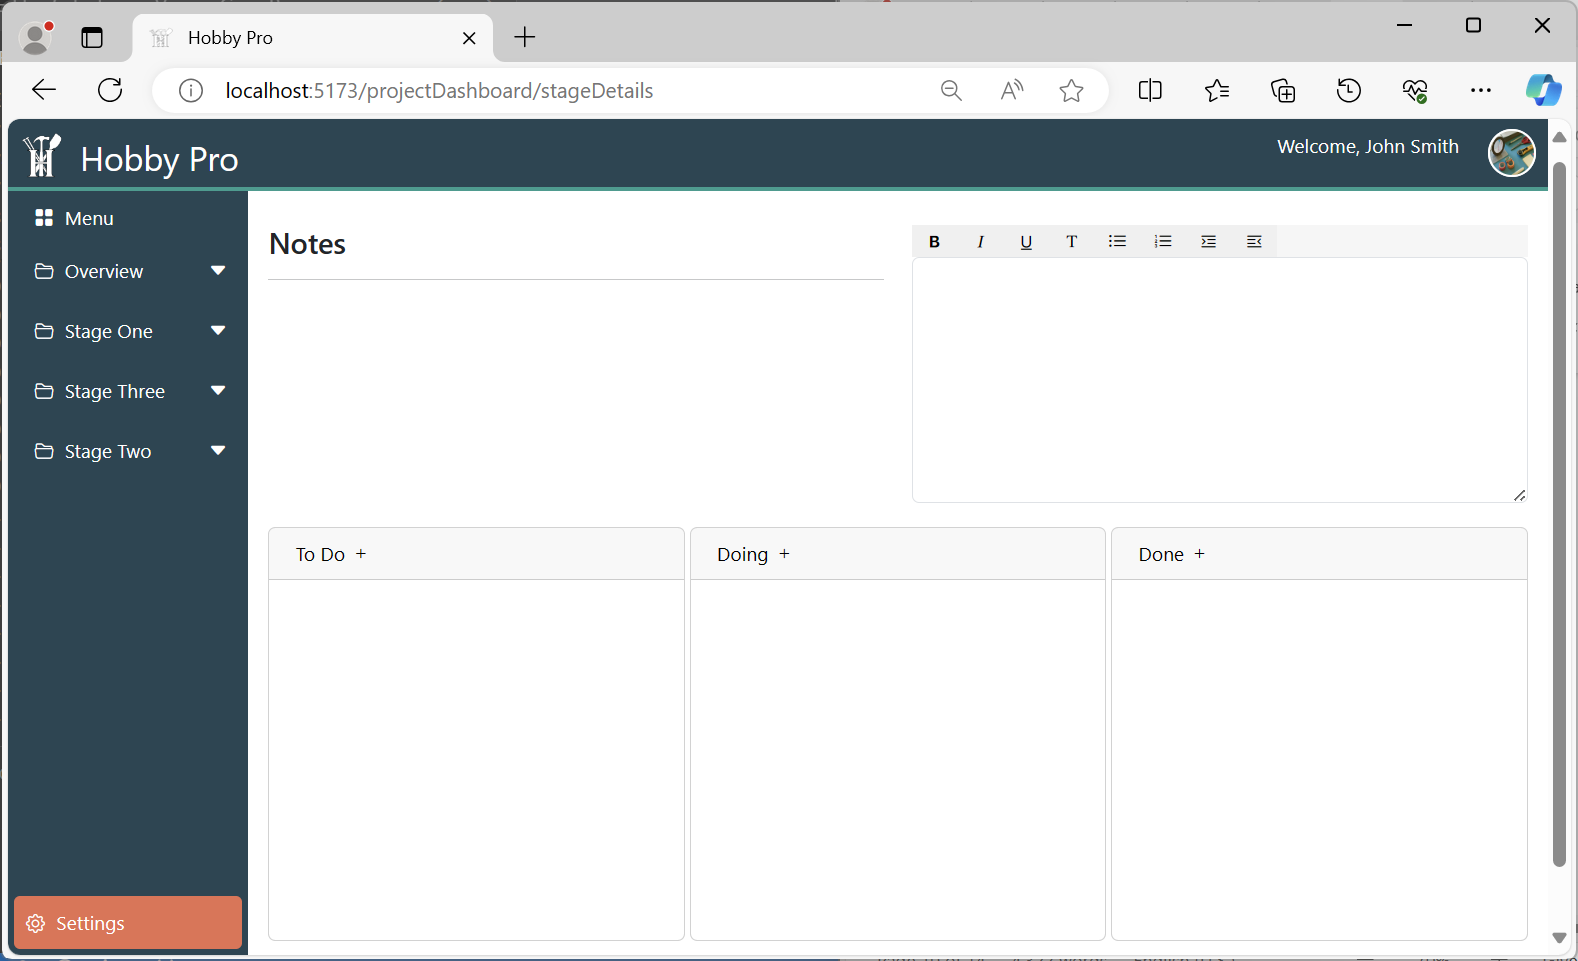 Hobby Pro
localhost:5173/projectDashboard/stageDetails
Hobby Pro
Welcome, John Smith
Menu
Overview
Stage One
Stage Three
Stage Two
Settings
Notes
B I U T
To Do +
Doing +
Done +